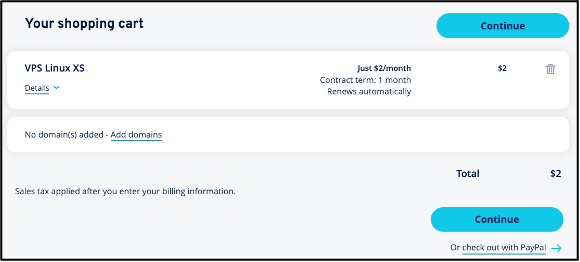 Your shopping cart
Continue
VPS Linux XS
Just $2/month
$2
Contract term: 1 month
Details
Renews automatically
No domain(s) added - Add domains
Total
$2
Sales tax applied after you enter your billing information.
Continue
Or check out with PayPal